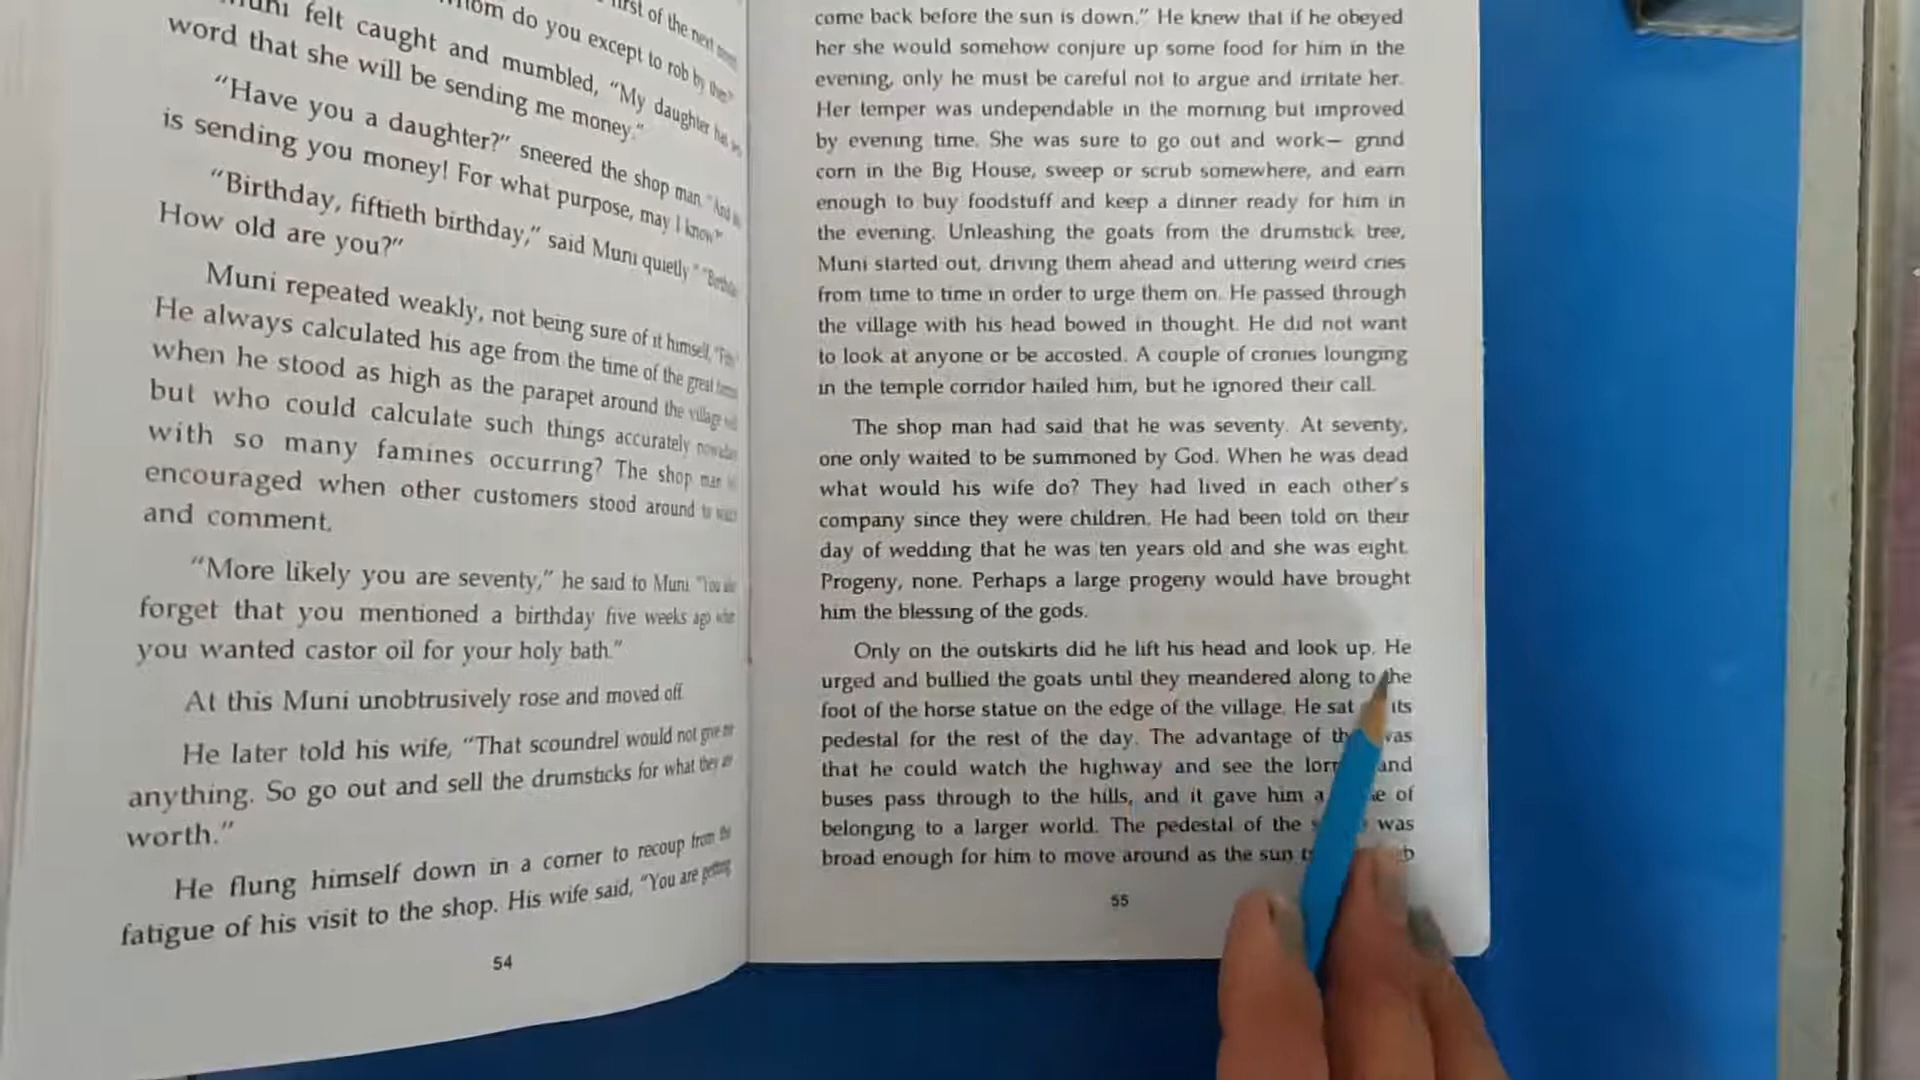 first of the next
whom do you except to rob by then?"
Muni felt caught and mumbled, "My daughter has
word that she will be sending me money."
"Have you a daughter?" sneered the shop man. "And
is sending you money! For what purpose, may I know?"
"Birthday, fiftieth birthday," said Muni quietly. "Birthday
How old are you?"
Muni repeated weakly, not being sure of it himself,
He always calculated his age from the time of the great
when he stood as high as the parapet around the village
but who could calculate such things accurately
with so many famines occurring? The shop man
encouraged when other customers stood around to
and comment.
"More likely you are seventy," he said to Muni "You
forget that you mentioned a birthday five weeks ago when
you wanted castor oil for your holy bath."
At this Muni unobtrusively rose and moved off
He later told his wife, "That scoundrel would not give me
anything. So go out and sell the drumsticks for what they are
worth."
He flung himself down in a corner to recoup from the
fatigue of his visit to the shop. His wife said, "You are getting
54
come back before the sun is down." He knew that if he obeyed
her she would somehow conjure up some food for him in the
evening, only he must be careful not to argue and irritate her.
Her temper was undependable in the morning but improved
by evening time. She was sure to go out and work— grind
corn in the Big House, sweep or scrub somewhere, and earn
enough to buy foodstuff and keep a dinner ready for him in
the evening. Unleashing the goats from the drumstick tree,
Muni started out, driving them ahead and uttering weird cries
from time to time in order to urge them on. He passed through
the village with his head bowed in thought. He did not want
to look at anyone or be accosted. A couple of cronies lounging
in the temple corridor hailed him, but he ignored their call.
The shop man had said that he was seventy. At seventy,
one only waited to be summoned by God. When he was dead
what would his wife do? They had lived in each other's
company since they were children. He had been told on their
day of wedding that he was ten years old and she was eight.
Progeny, none. Perhaps a large progeny would have brought
him the blessing of the gods.
Only on the outskirts did he lift his head and look up. He
urged and bullied the goats until they meandered along to the
foot of the horse statue on the edge of the village. He sat its
pedestal for the rest of the day. The advantage of
that he could watch the highway and see the and
buses pass through to the hills, and it gave him a of
belonging to a larger world. The pedestal of the was
broad enough for him to move around as the sun
55